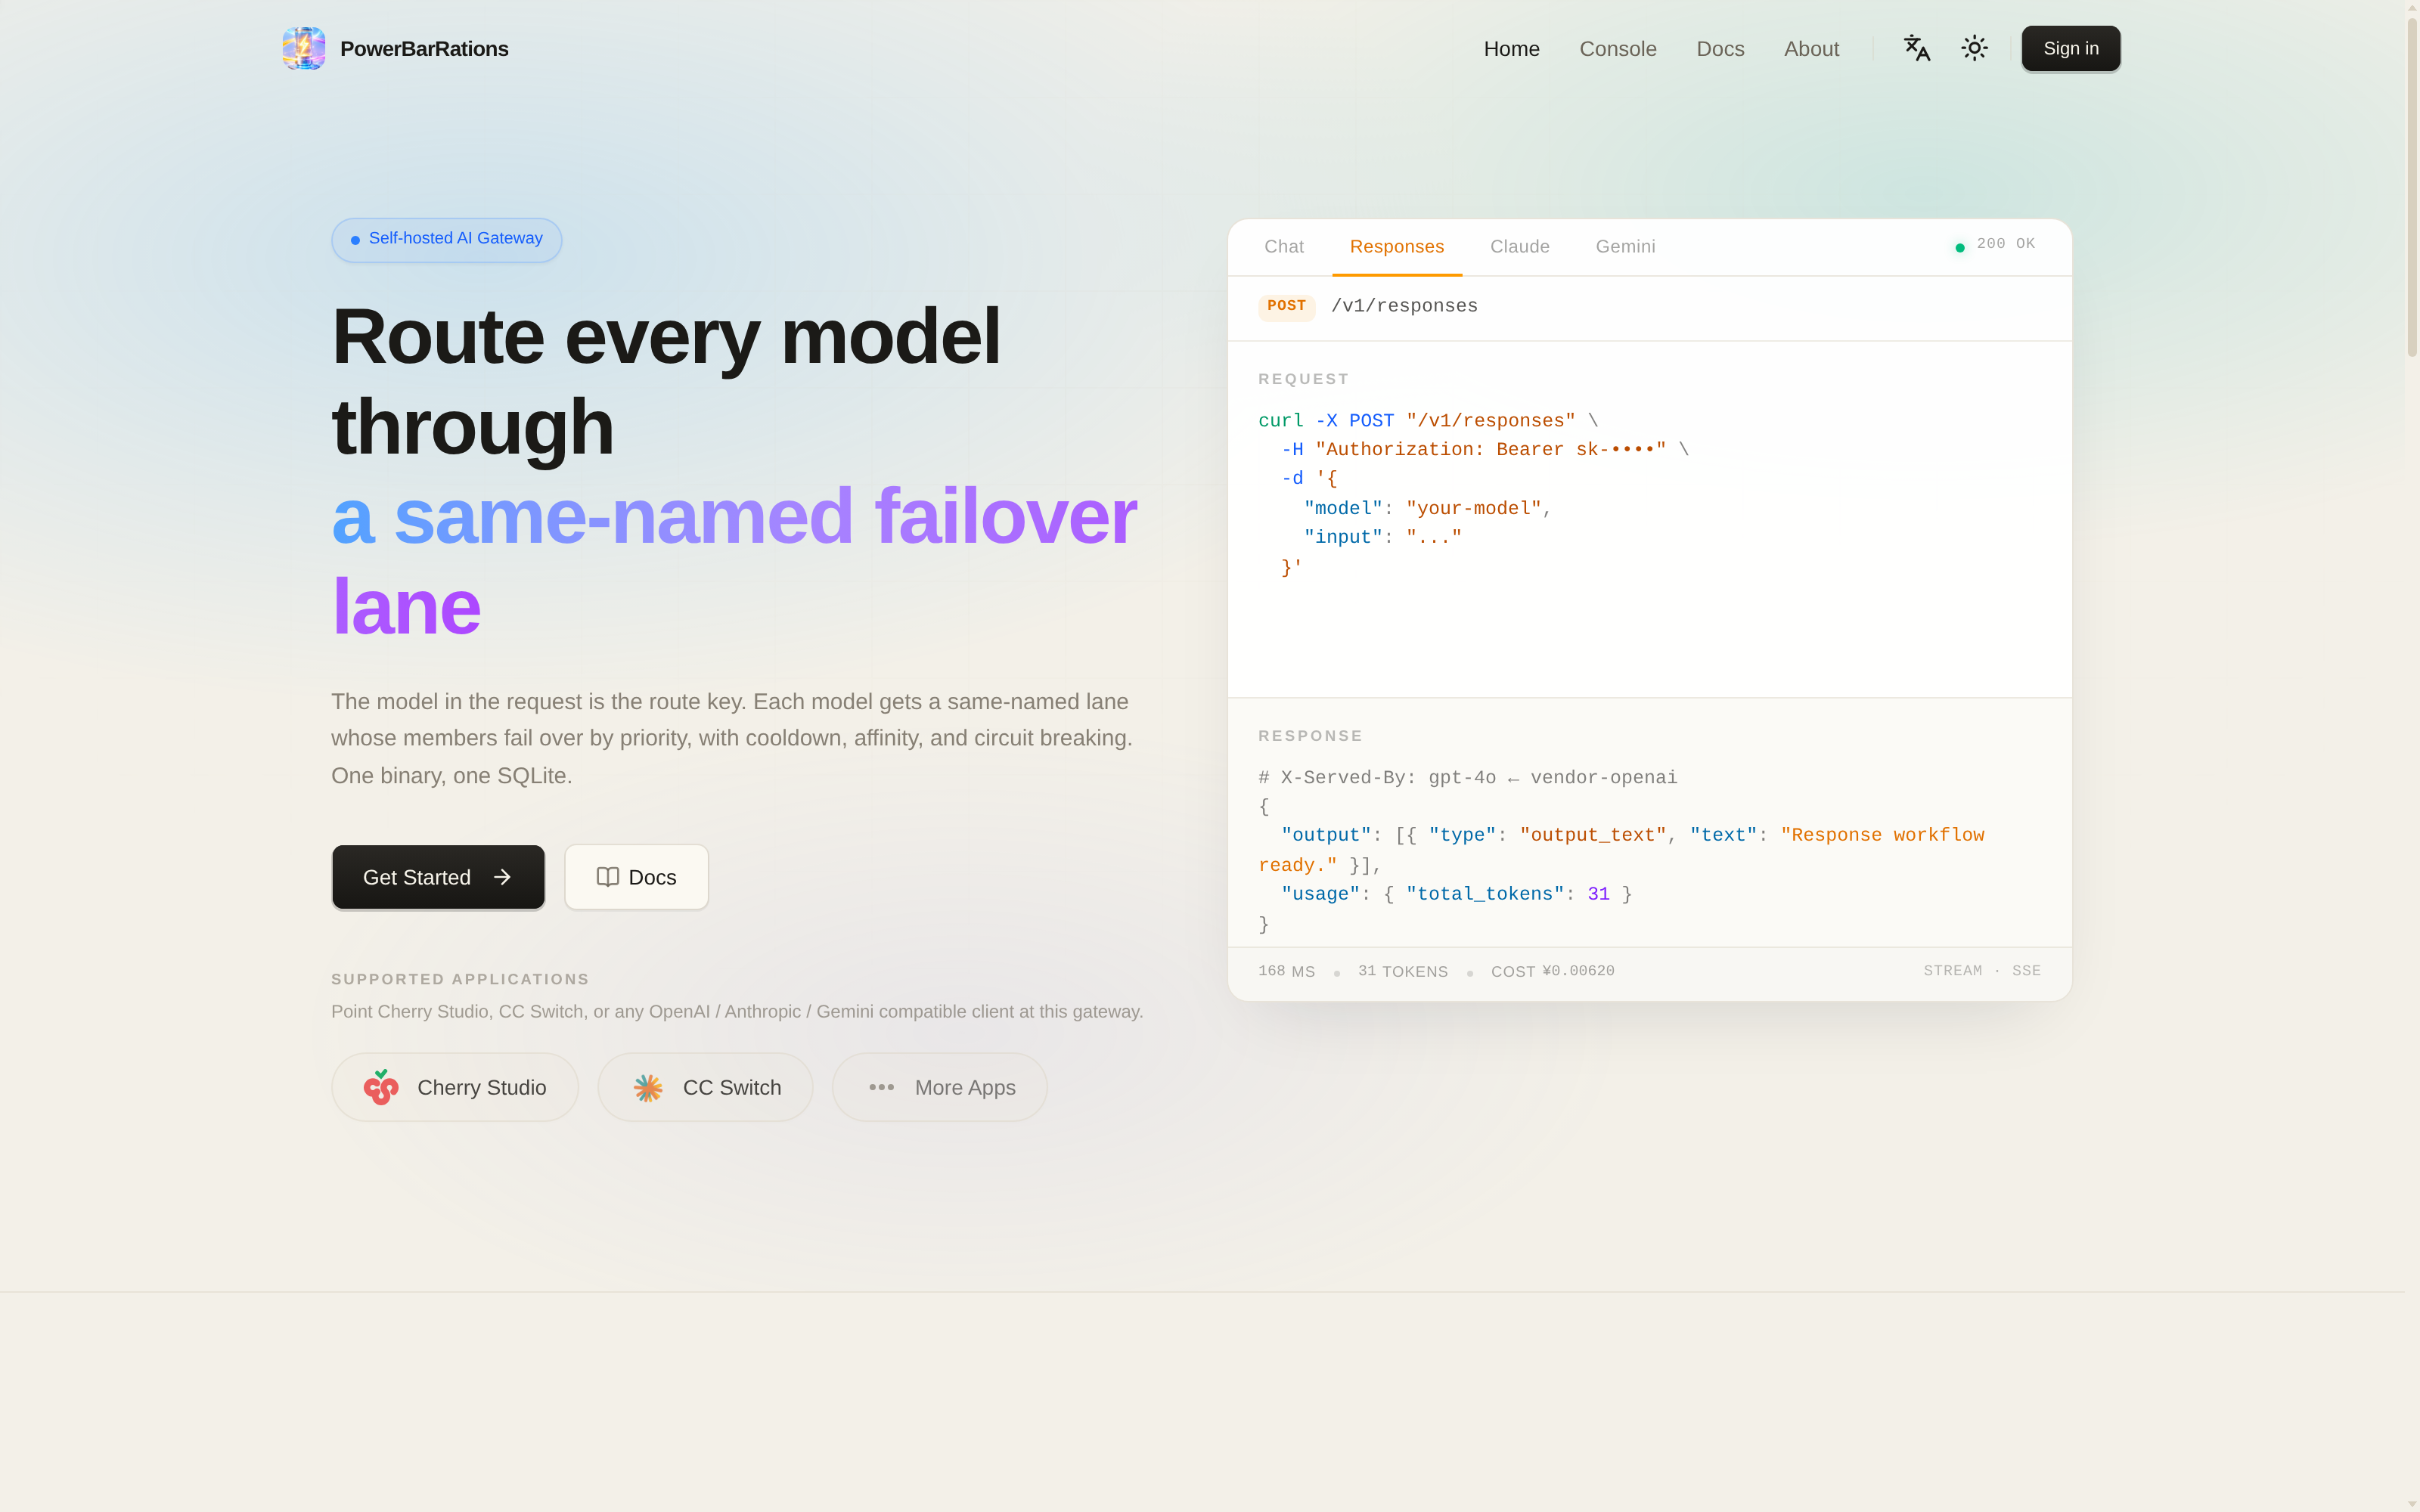 PowerBarRations
Home
Console
Docs
About
Sign in
Self-hosted AI Gateway
Route every model
through
a same-named failover
lane
The model in the request is the route key. Each model gets a same-named lane
whose members fail over by priority, with cooldown, affinity, and circuit breaking.
One binary, one SQLite.
Get Started
Docs
SUPPORTED APPLICATIONS
Point Cherry Studio, CC Switch, or any OpenAI / Anthropic / Gemini compatible client at this gateway.
Cherry Studio
CC Switch
More Apps
Chat
Responses
Claude
Gemini
200 OK
POST /v1/responses
REQUEST
curl -X POST "/v1/responses" \
  -H "Authorization: Bearer sk-••••" \
  -d '{
    "model": "your-model",
    "input": "..."
  }'
RESPONSE
# X-Served-By: gpt-4o ← vendor-openai
{
  "output": [{ "type": "output_text", "text": "Response workflow
ready." }],
  "usage": { "total_tokens": 31 }
}
168 MS • 31 TOKENS • COST ¥0.00620
STREAM · SSE